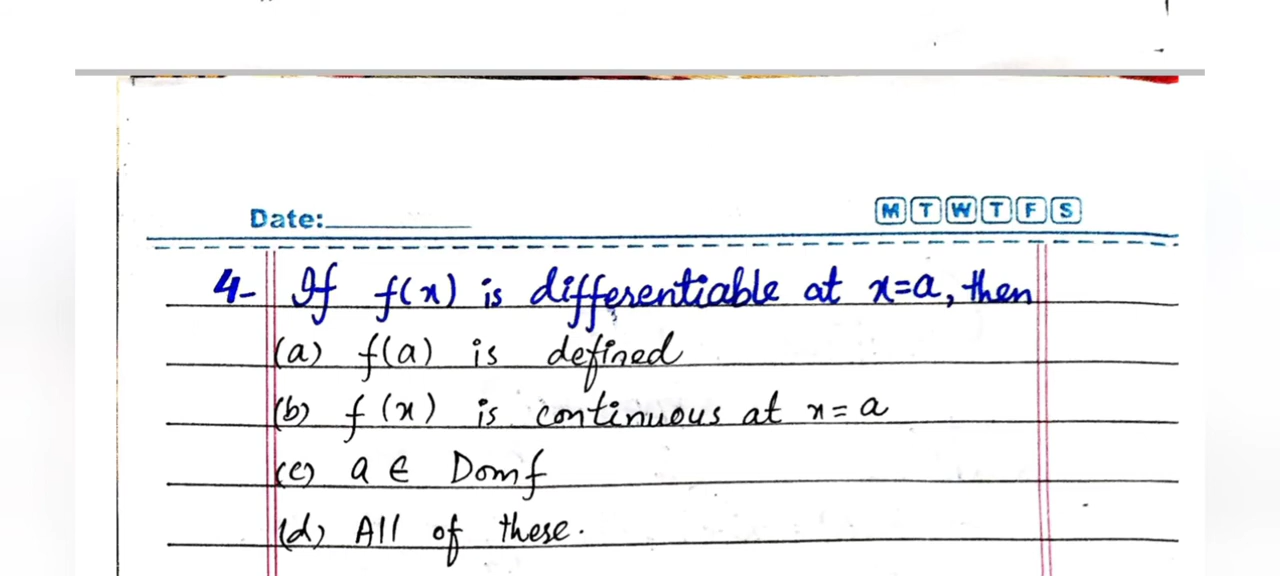 Date:
M T W T F S
4- If f(x) is differentiable at x=a, then
(a) f(a) is defined
(b) f(x) is continuous at x=a
(c) a ∈ Domf
(d) All of these.